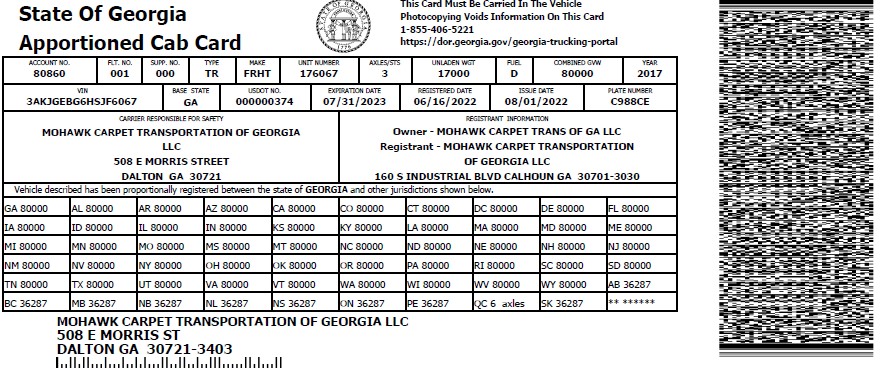 State Of Georgia
Apportioned Cab Card
This Card Must Be Carried In The Vehicle
Photocopying Voids Information On This Card
1-855-406-5221
https://dor.georgia.gov/georgia-trucking-portal
STATE OF GEORGIA
1776
ACCOUNT NO. FLT. NO. SUPP. NO. TYPE MAKE UNIT NUMBER AXLES/STS UNLADEN WGT FUEL COMBINED GVW YEAR
80860 001 000 TR FRHT 176067 3 17000 D 80000 2017
VIN BASE STATE USDOT NO. EXPIRATION DATE REGISTERED DATE ISSUE DATE PLATE NUMBER
3AKJGEBG6HSJF6067 GA 000000374 07/31/2023 06/16/2022 08/01/2022 C988CE
CARRIER RESPONSIBLE FOR SAFETY
MOHAWK CARPET TRANSPORTATION OF GEORGIA
LLC
508 E MORRIS STREET
DALTON GA 30721
REGISTRANT INFORMATION
Owner - MOHAWK CARPET TRANS OF GA LLC
Registrant - MOHAWK CARPET TRANSPORTATION
OF GEORGIA LLC
160 S INDUSTRIAL BLVD CALHOUN GA 30701-3030
Vehicle described has been proportionally registered between the state of GEORGIA and other jurisdictions shown below.
GA 80000 AL 80000 AR 80000 AZ 80000 CA 80000 CO 80000 CT 80000 DC 80000 DE 80000 FL 80000
IA 80000 ID 80000 IL 80000 IN 80000 KS 80000 KY 80000 LA 80000 MA 80000 MD 80000 ME 80000
MI 80000 MN 80000 MO 80000 MS 80000 MT 80000 NC 80000 ND 80000 NE 80000 NH 80000 NJ 80000
NM 80000 NV 80000 NY 80000 OH 80000 OK 80000 OR 80000 PA 80000 RI 80000 SC 80000 SD 80000
TN 80000 TX 80000 UT 80000 VA 80000 VT 80000 WA 80000 WI 80000 WV 80000 WY 80000 AB 36287
BC 36287 MB 36287 NB 36287 NL 36287 NS 36287 ON 36287 PE 36287 QC 6 axles SK 36287 ** ******
MOHAWK CARPET TRANSPORTATION OF GEORGIA LLC
508 E MORRIS ST
DALTON GA 30721-3403